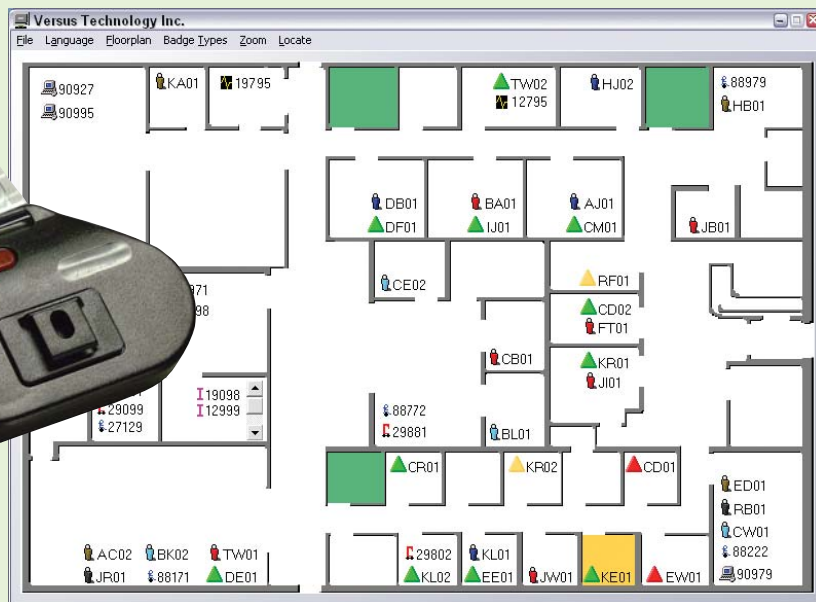 Versus Technology Inc.
File Language Floorplan Badge Types Zoom Locate
90927
90995
KA01
19795
TW02
12795
HJ02
88979
HB01
DB01
DF01
BA01
IJ01
AJ01
CM01
JB01
CE02
RF01
CD02
FT01
CB01
KR01
JI01
19098
12999
29099
27129
88772
29881
BL01
CR01
KR02
CD01
ED01
RB01
CW01
88222
90979
AC02 BK02 TW01
JR01 88171 DE01
29802
KL02
KL01
EE01
JW01
KE01
EW01